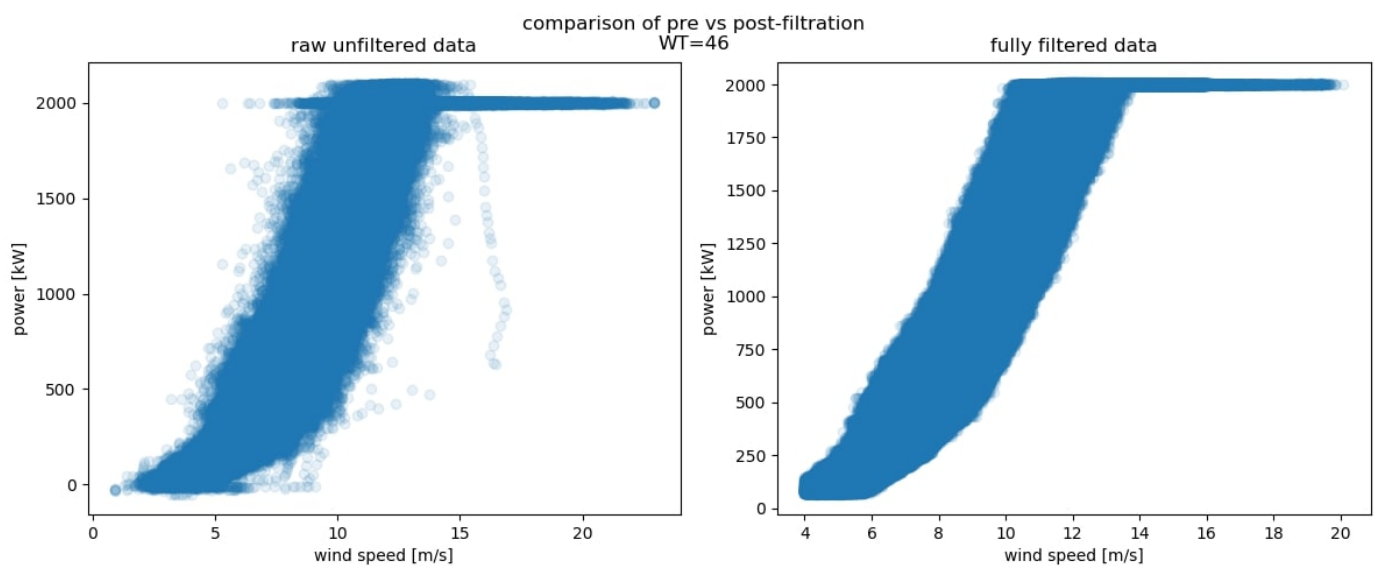 comparison of pre vs post-filtration
WT=46
raw unfiltered data
power [kW]
2000
1500
1000
500
0
0 5 10 15 20
wind speed [m/s]
fully filtered data
power [kW]
2000
1750
1500
1250
1000
750
500
250
0
4 6 8 10 12 14 16 18 20
wind speed [m/s]